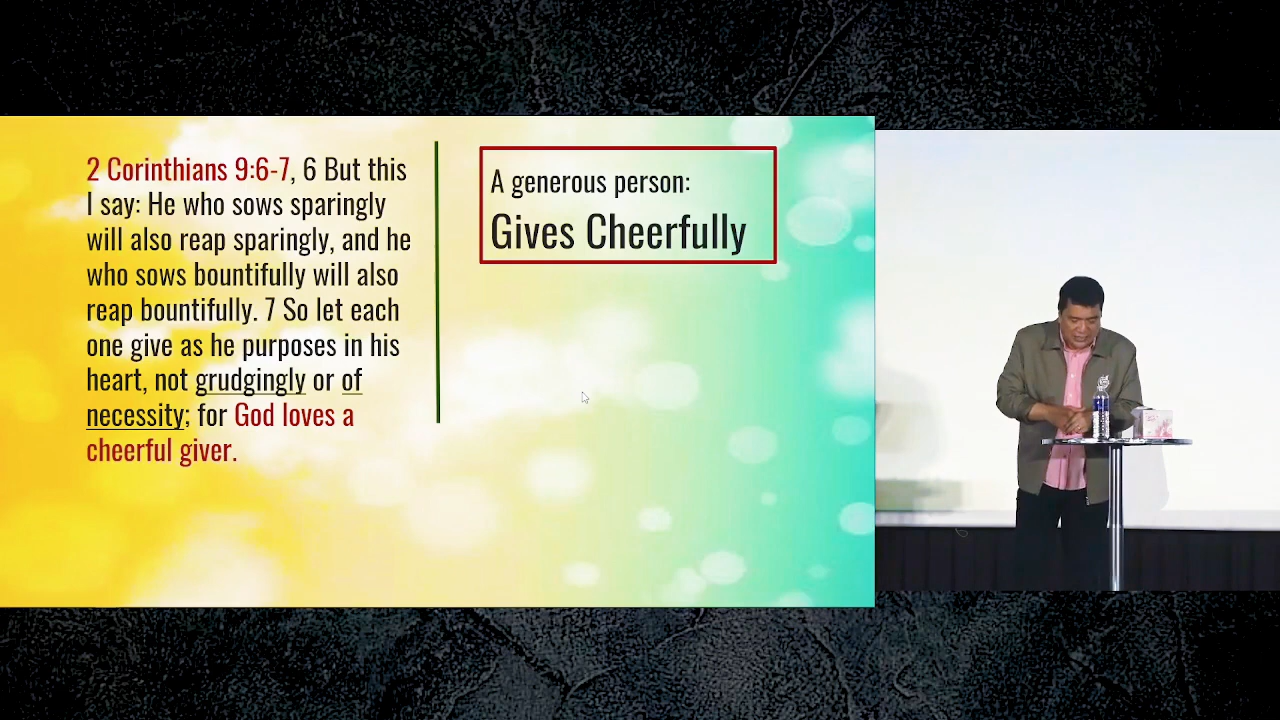 2 Corinthians 9:6-7, 6 But this
I say: He who sows sparingly
will also reap sparingly, and he
who sows bountifully will also
reap bountifully. 7 So let each
one give as he purposes in his
heart, not grudgingly or of
necessity; for God loves a
cheerful giver.
A generous person:
Gives Cheerfully